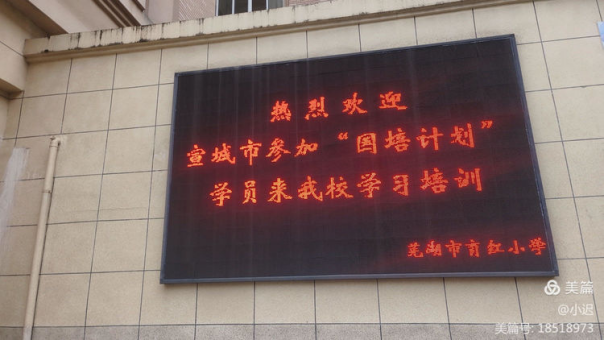 热烈欢迎
宣城市参加“国培计划”
学员来我校学习培训
芜湖市育红小学
美篇
@小迟
美篇号: 18518973